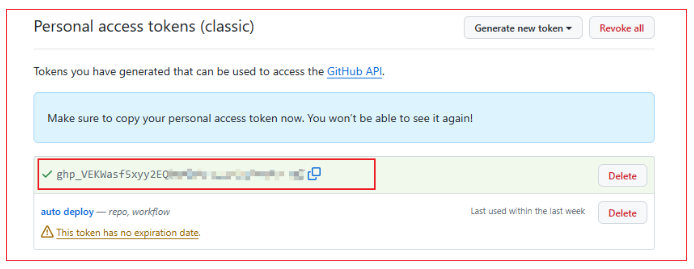 Personal access tokens (classic)
Generate new token
Revoke all
Tokens you have generated that can be used to access the GitHub API.
Make sure to copy your personal access token now. You won't be able to see it again!
ghp_VEKWasf5xyy2EQ
Delete
auto deploy — repo, workflow
Last used within the last week
Delete
This token has no expiration date.